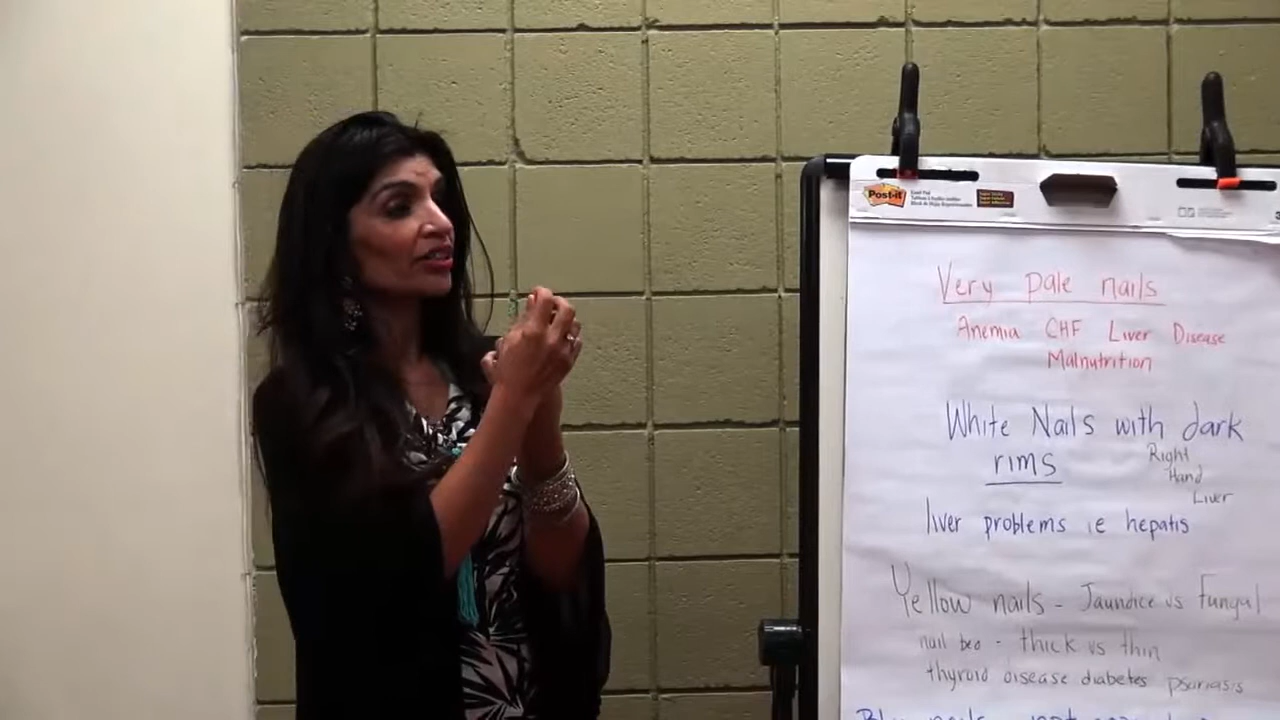 Post-it
Very pale nails
Anemia CHF Liver Disease
Malnutrition
White Nails with dark
rims
Right
Hand
Liver
liver problems ie hepatis
Yellow nails - Jaundice vs Fungal
nail bed - thick vs thin
thyroid disease diabetes psoriasis